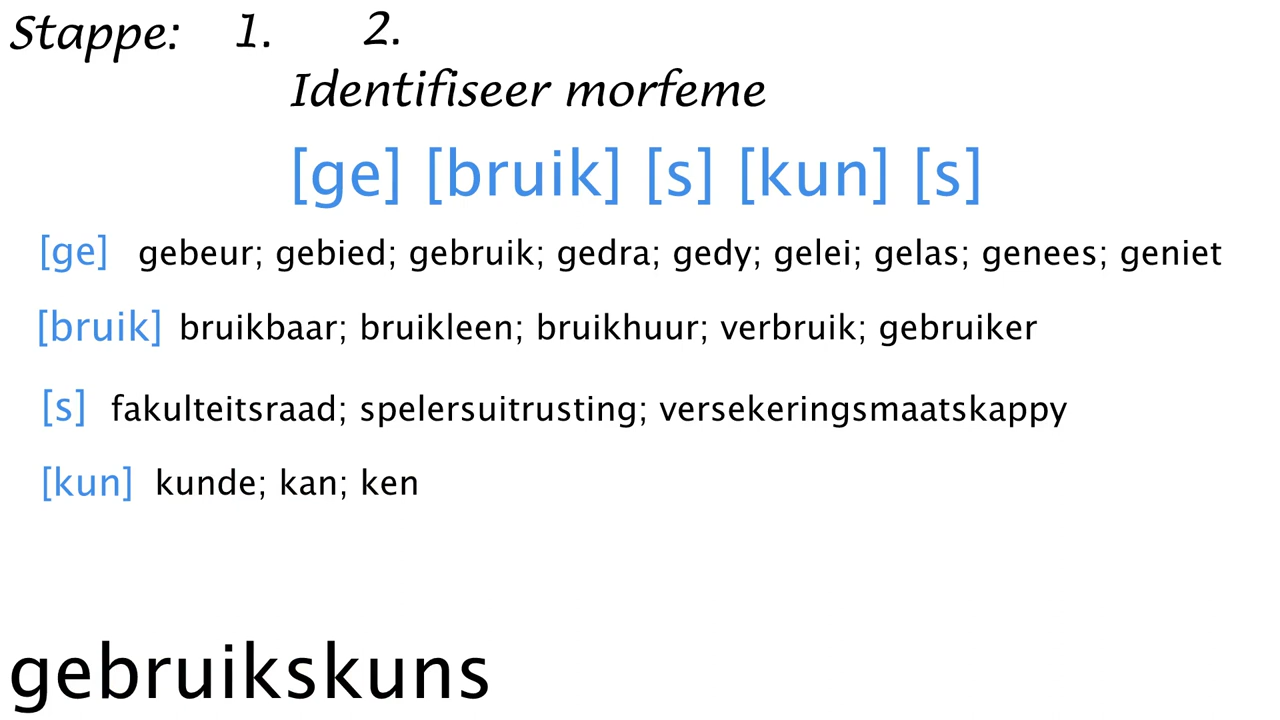 Stappe: 1. 2.
Identifiseer morfeme
[ge] [bruik] [s] [kun] [s]
[ge] gebeur; gebied; gebruik; gedra; gedy; gelei; gelas; genees; geniet
[bruik] bruikbaar; bruikleen; bruikhuur; verbruik; gebruiker
[s] fakulteitsraad; spelersuitrusting; versekeringsmaatskappy
[kun] kunde; kan; ken
gebruikskuns